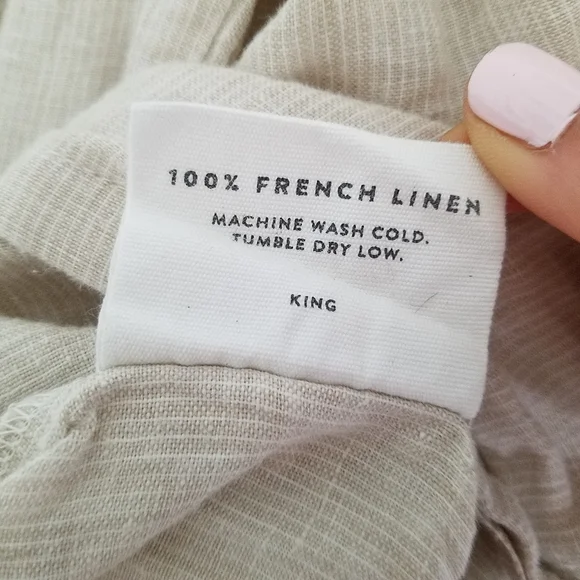 100% FRENCH LINEN
MACHINE WASH COLD.
TUMBLE DRY LOW.
KING